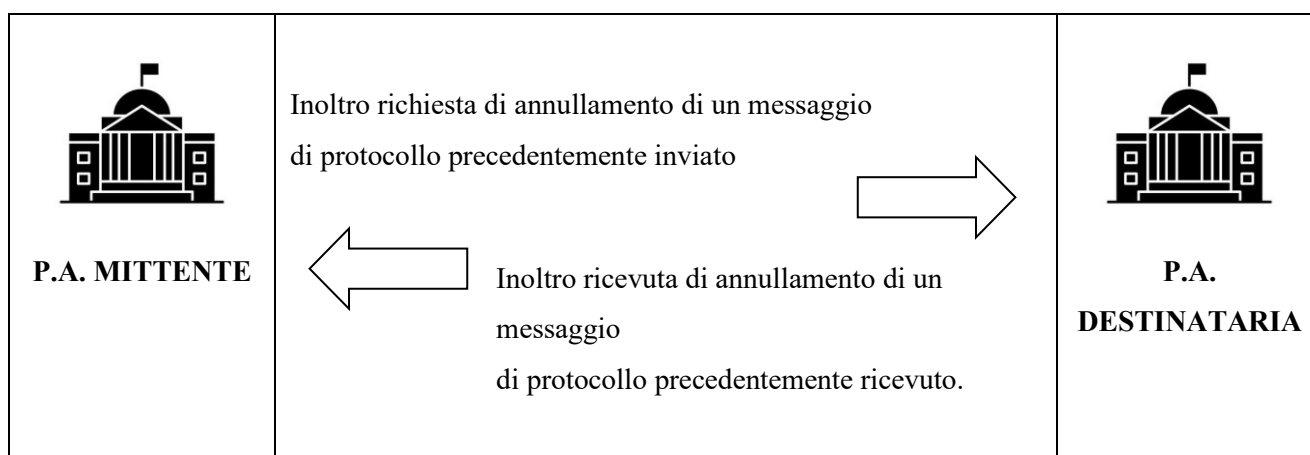 Inoltro richiesta di annullamento di un messaggio
di protocollo precedentemente inviato
P.A. MITTENTE
Inoltro ricevuta di annullamento di un
messaggio
di protocollo precedentemente ricevuto.
P.A.
DESTINATARIA